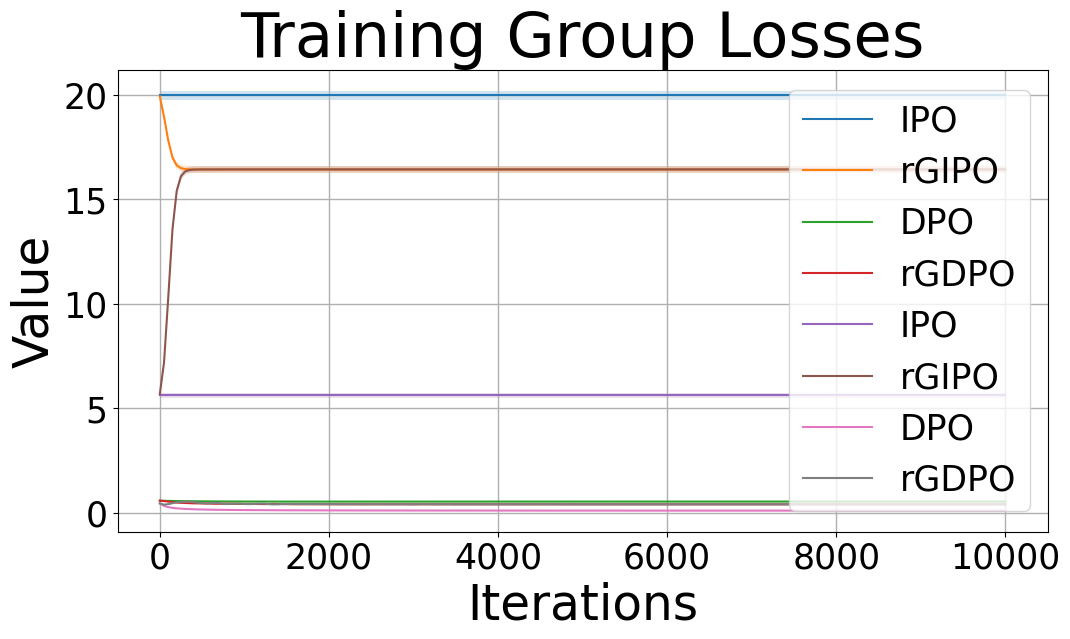 Training Group Losses
Value
20
15
10
5
0
IPO
rGIPO
DPO
rGDPO
IPO
rGIPO
DPO
rGDPO
0 2000 4000 6000 8000 10000
Iterations